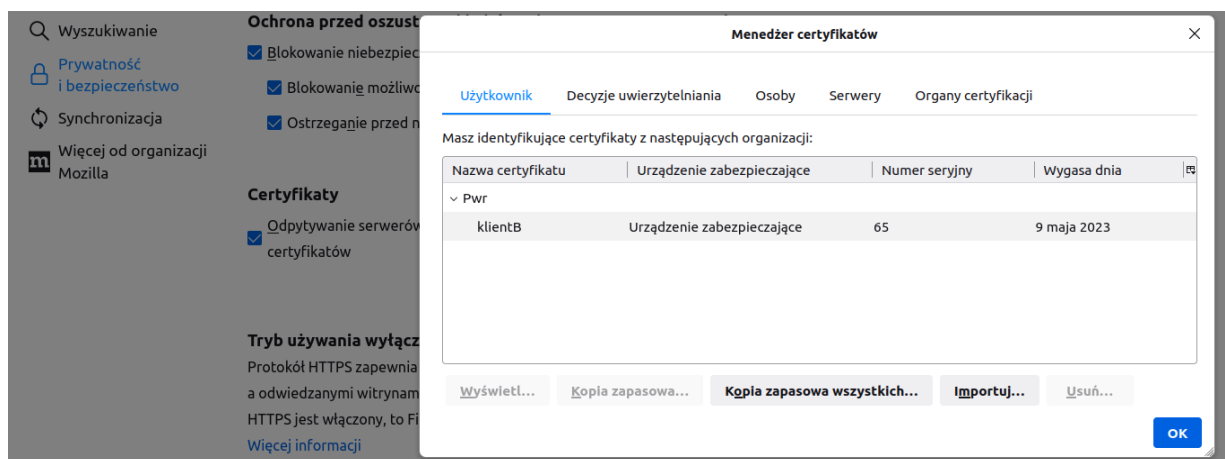 Wyszukiwanie
Prywatność
i bezpieczeństwo
Synchronizacja
Więcej od organizacji
Mozilla
m
Ochrona przed oszust
Blokowanie niebezpiec
Blokowanie możliwo
Ostrzeganie przed n
Certyfikaty
Odpytywanie serwerów
certyfikatów
Tryb używania wyłącz
Protokół HTTPS zapewnia
a odwiedzanymi witrynam
HTTPS jest włączony, to Fi
Więcej informacji
Menedżer certyfikatów
Użytkownik Decyzje uwierzytelniania Osoby Serwery Organy certyfikacji
Masz identyfikujące certyfikaty z następujących organizacji:
Nazwa certyfikatu Urządzenie zabezpieczające Numer seryjny Wygasa dnia
Pwr
klientB Urządzenie zabezpieczające 65 9 maja 2023
Wyświetl... Kopia zapasowa... Kopia zapasowa wszystkich... Importuj... Usuń...
OK